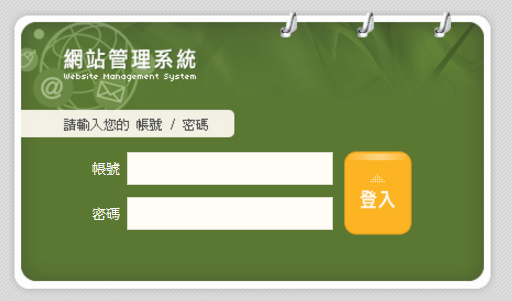 網站管理系統
Website Management System
請輸入您的 帳號 / 密碼
帳號
密碼
登入